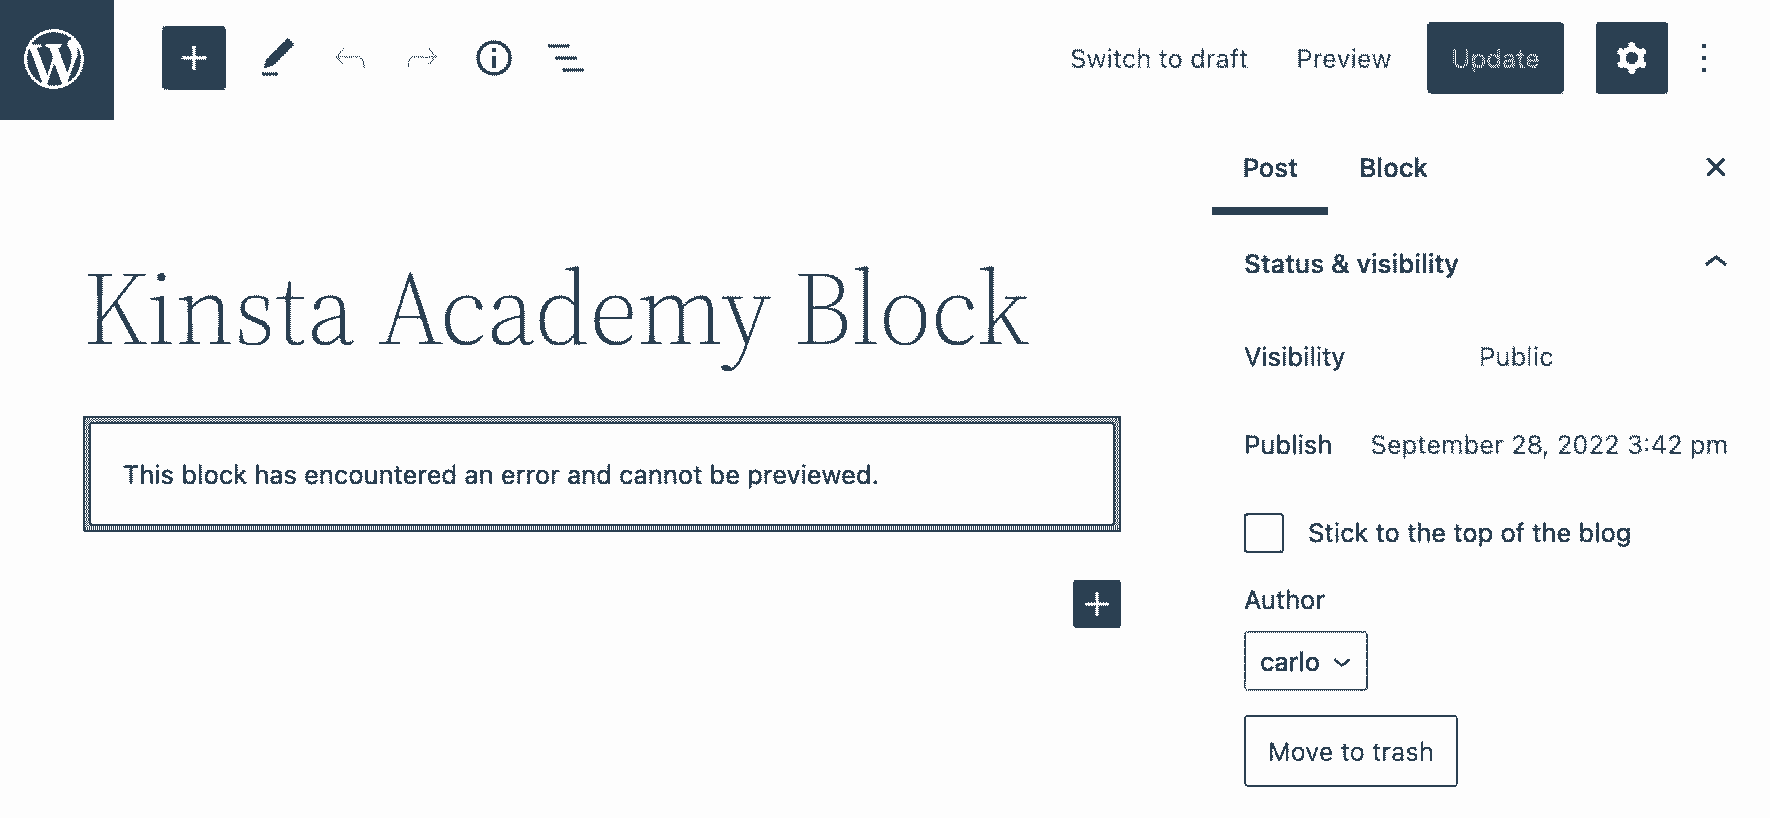 Switch to draft Preview Update
Post Block
Status & visibility
Kinsta Academy Block
Visibility Public
Publish September 28, 2022 3:42 pm
This block has encountered an error and cannot be previewed.
Stick to the top of the blog
Author
carlo
Move to trash